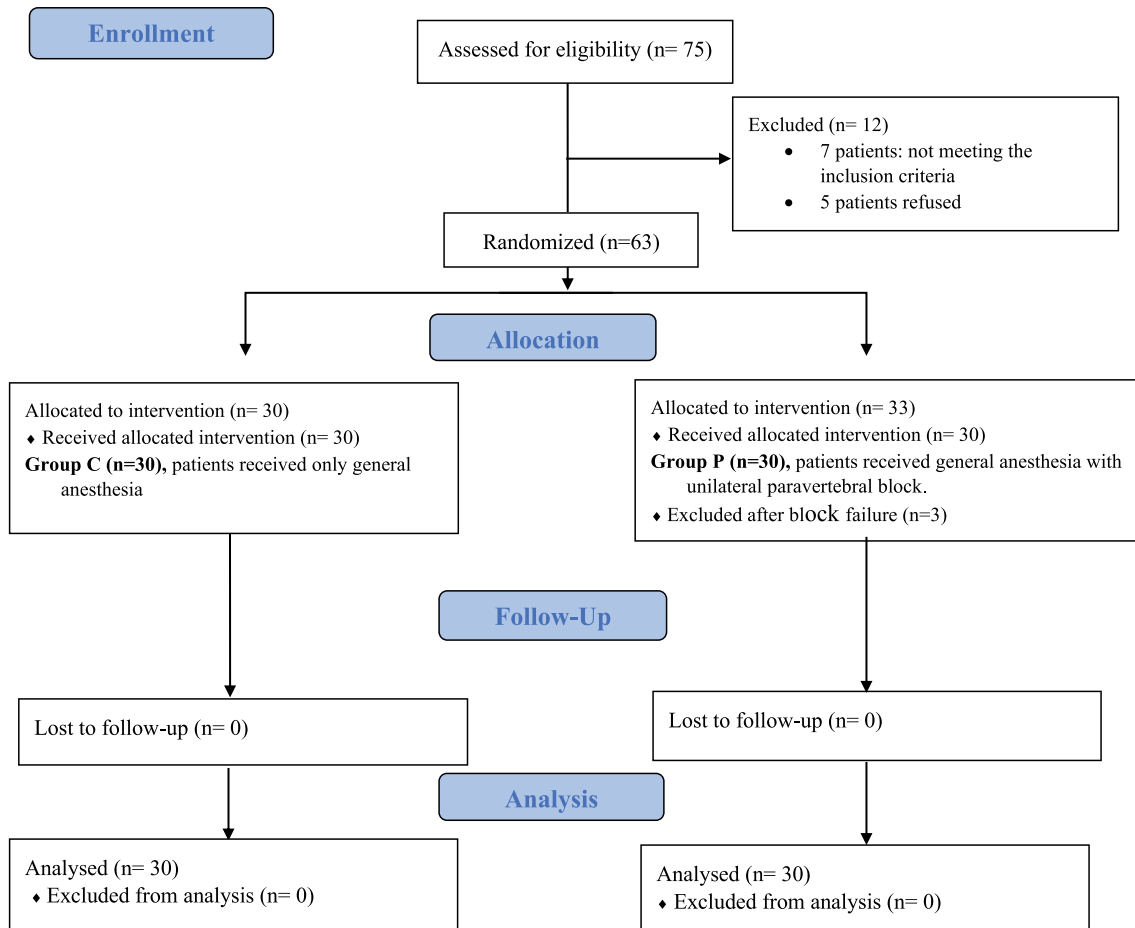 Enrollment
Assessed for eligibility (n= 75)
Excluded (n= 12)
• 7 patients: not meeting the
inclusion criteria
• 5 patients refused
Randomized (n=63)
Allocation
Allocated to intervention (n= 30)
♦ Received allocated intervention (n= 30)
Group C (n=30), patients received only general
anesthesia
Allocated to intervention (n= 33)
♦ Received allocated intervention (n= 30)
Group P (n=30), patients received general anesthesia with
unilateral paravertebral block.
♦ Excluded after block failure (n=3)
Follow-Up
Lost to follow-up (n= 0)
Lost to follow-up (n= 0)
Analysis
Analysed (n= 30)
♦ Excluded from analysis (n= 0)
Analysed (n= 30)
♦ Excluded from analysis (n= 0)